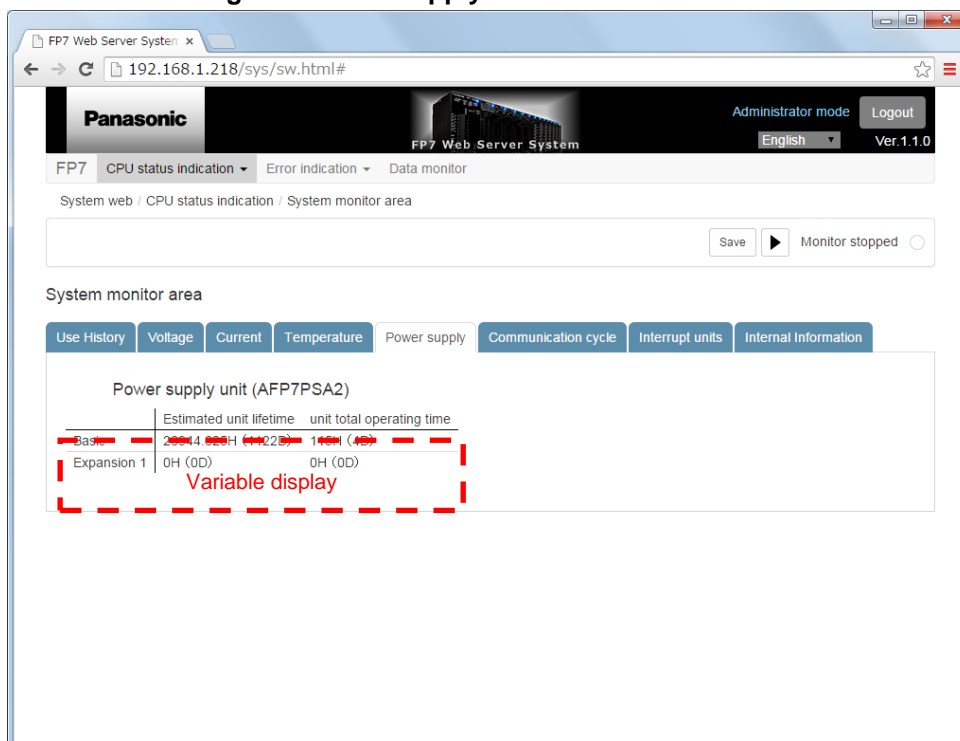 FP7 Web Server System
192.168.1.218/sys/sw.html#
Panasonic
FP7 Web Server System
Administrator mode Logout
English Ver.1.1.0
FP7 CPU status indication Error indication Data monitor
System web / CPU status indication / System monitor area
Save Monitor stopped
System monitor area
Use History Voltage Current Temperature Power supply Communication cycle Interrupt units Internal Information
Power supply unit (AFP7PSA2)
Estimated unit lifetime unit total operating time
Basic
Expansion 1 0H (0D) 0H (0D)
Variable display